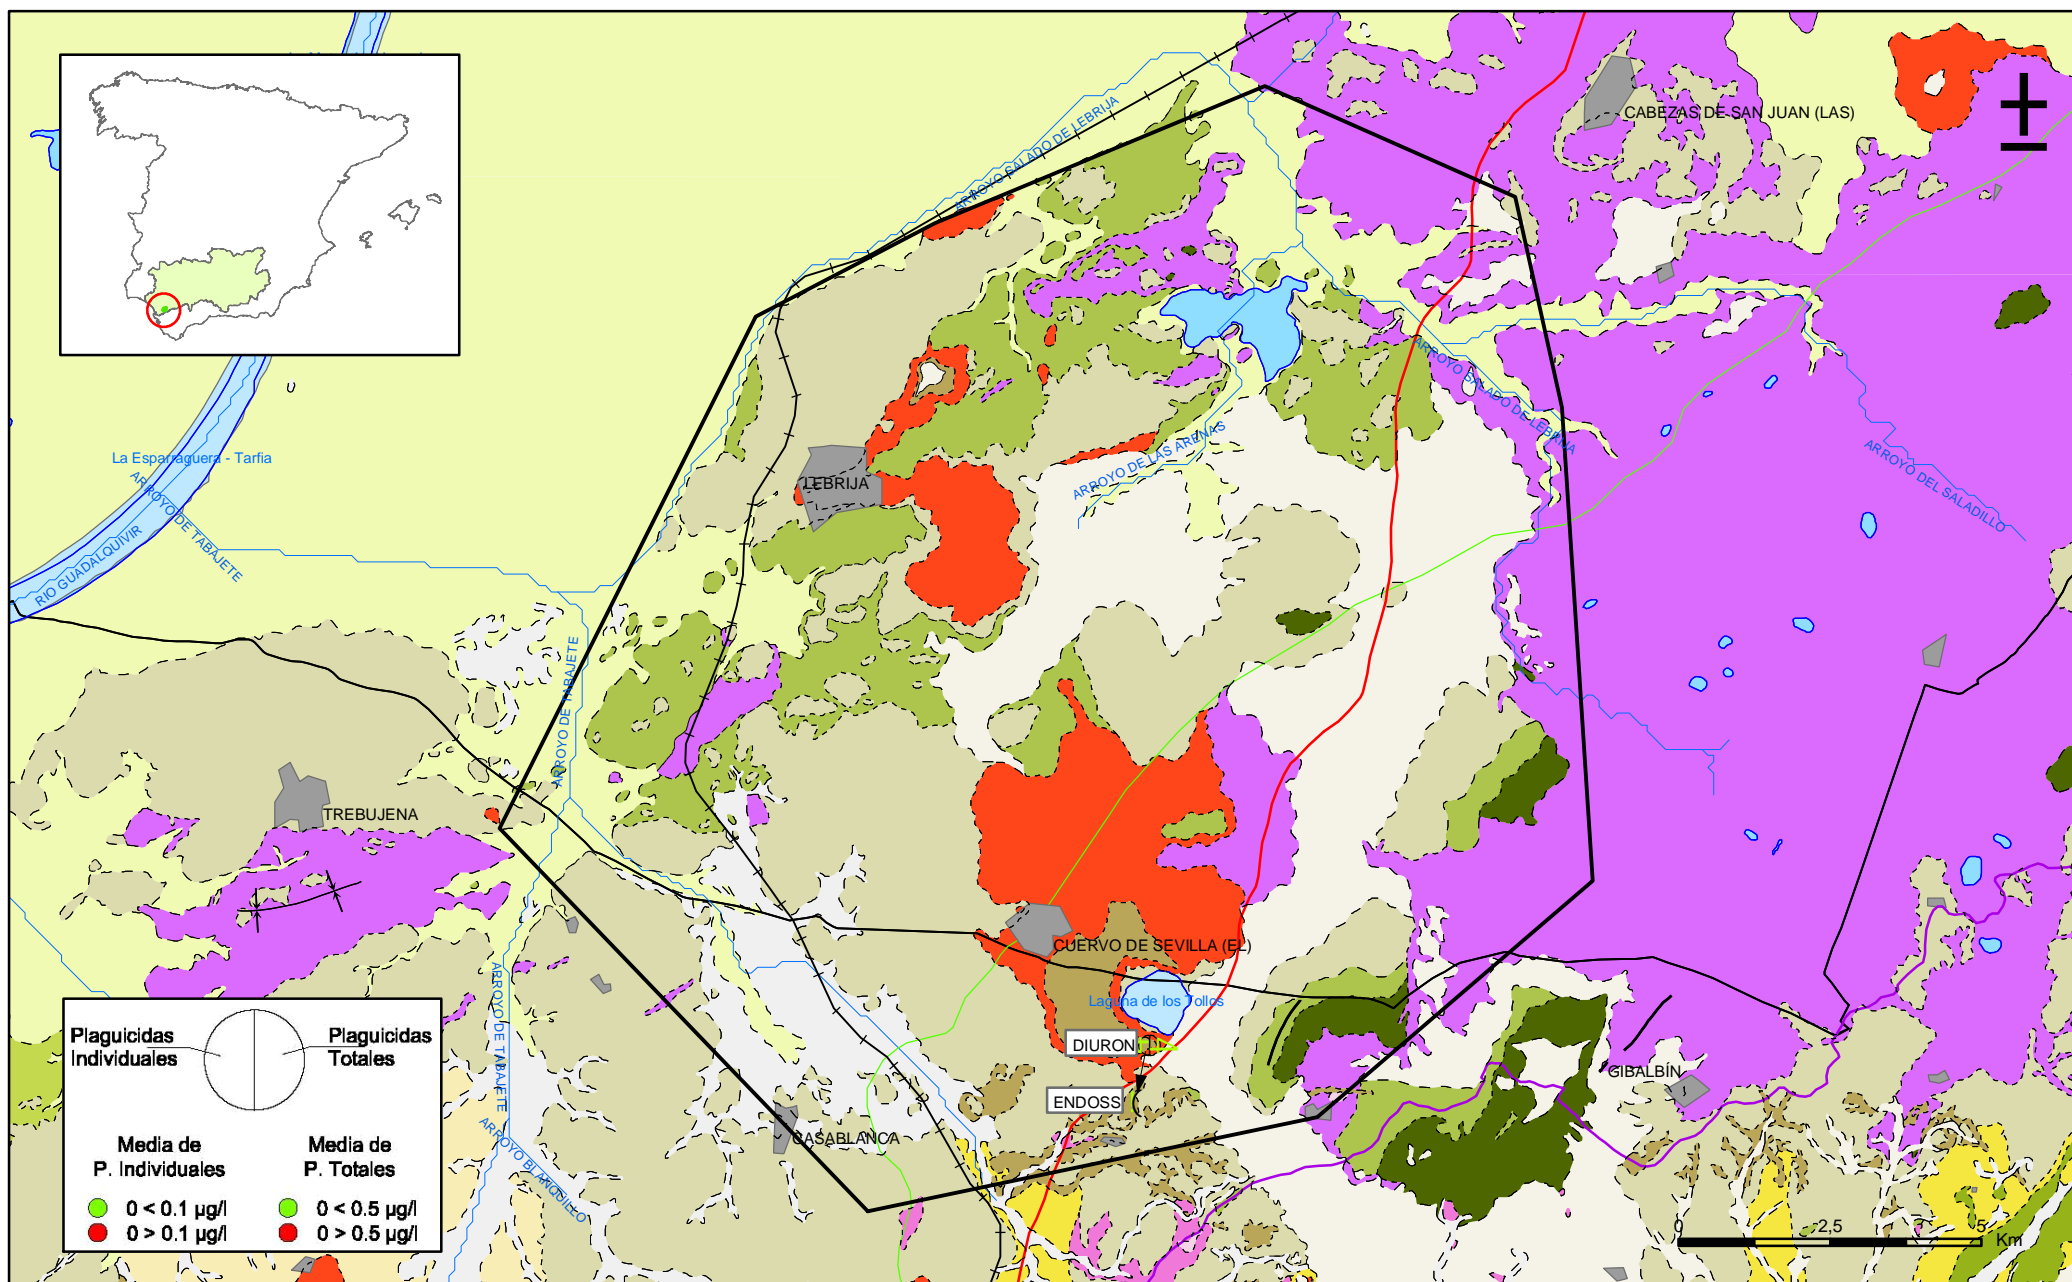 CABEZAS DE SAN JUAN (LAS)
ARROYO SALADO DE LEBRIJA
ARROYO SALADO DE LEBRIJA
ARROYO DEL SALADILLO
ARROYO DE LAS ARENAS
La Esparraguera - Tarfia
LEBRIJA
ARROYO DE TABAJETE
RIO GUADALQUIVIR
ARROYO DE TABAJETE
TREBUJENA
CUERVO DE SEVILLA (EL)
Laguna de los Tollos
DIURON
ENDOSS
GIBALBÍN
CASABLANCA
ARROYO DE TABAJETE
ARROYO BLANQUILLO
Plaguicidas
Individuales
Plaguicidas
Totales
Media de
P. Individuales
Media de
P. Totales
0 < 0.1 µg/l
0 < 0.5 µg/l
0 > 0.1 µg/l
0 > 0.5 µg/l
0 2,5 5
Km